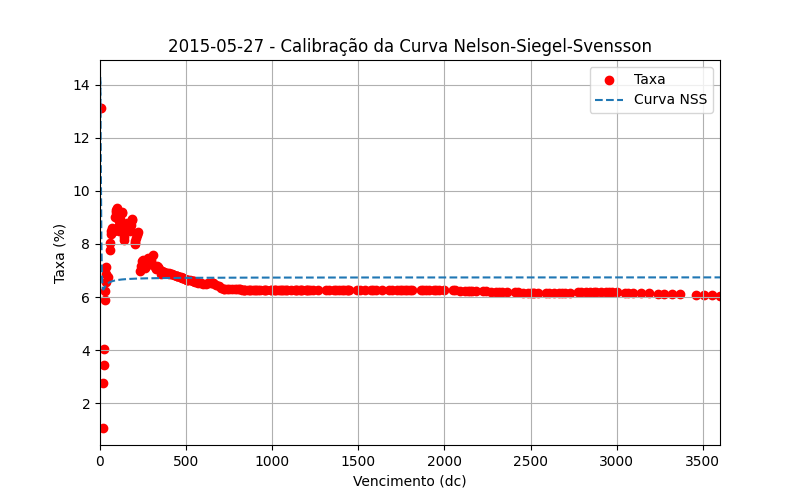 2015-05-27 - Calibração da Curva Nelson-Siegel-Svensson
Taxa
Curva NSS
Taxa (%)
14
12
10
8
6
4
2
0 500 1000 1500 2000 2500 3000 3500
Vencimento (dc)